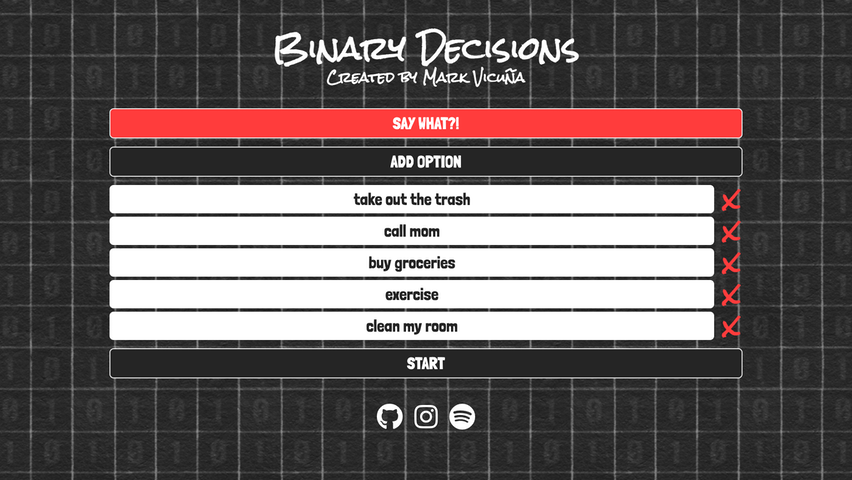 Binary Decisions
Created by Mark Vicuña
SAY WHAT?!
ADD OPTION
take out the trash
call mom
buy groceries
exercise
clean my room
START